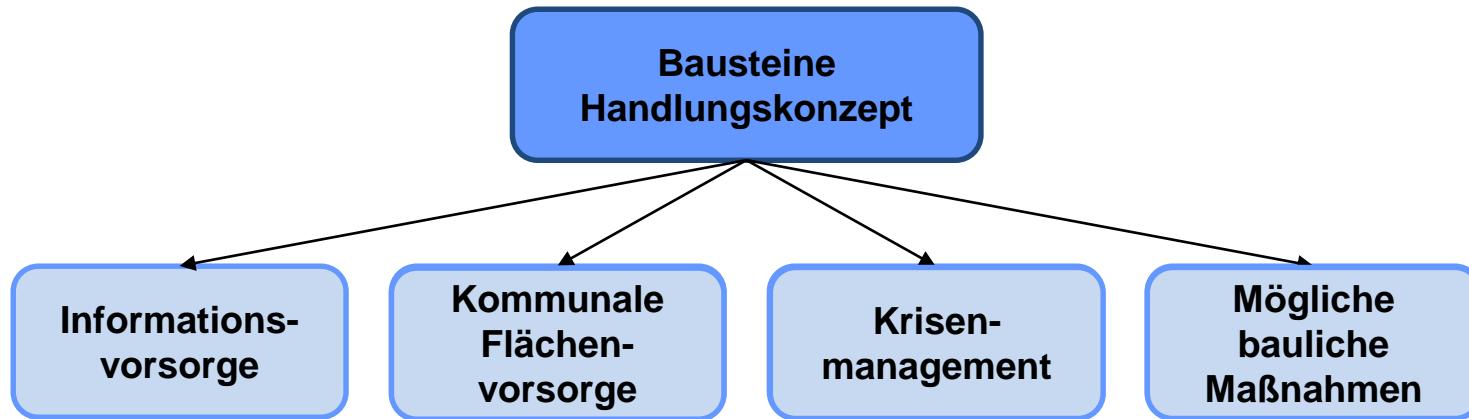 Bausteine
Handlungskonzept
Informations-
vorsorge
Kommunale
Flächen-
vorsorge
Krisen-
management
Mögliche
bauliche
Maßnahmen